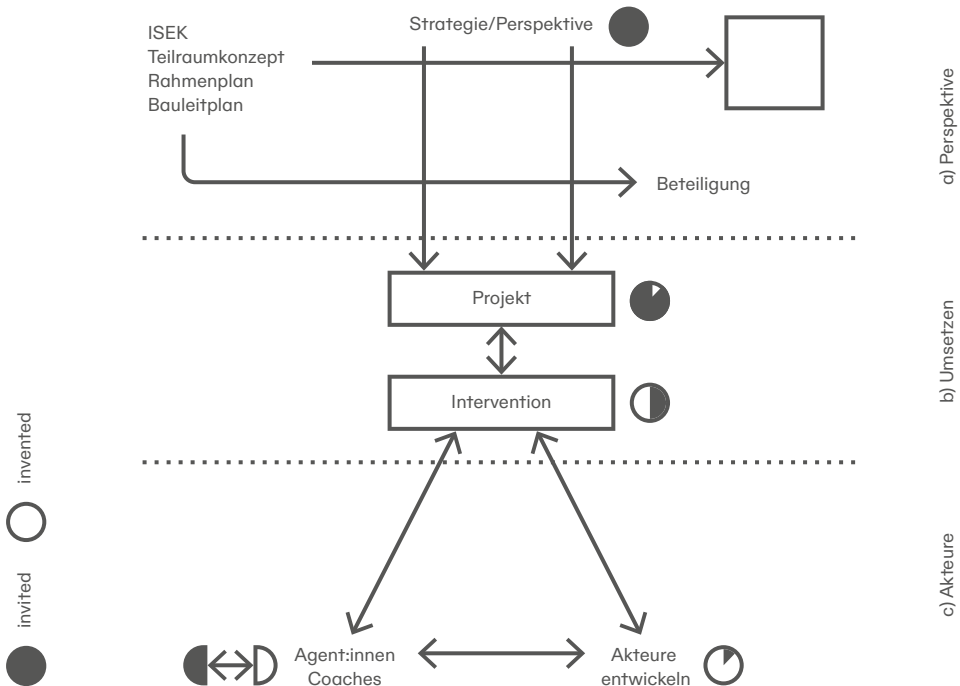 Strategie/Perspektive
ISEK
Teilraumkonzept
Rahmenplan
Bauleitplan
Beteiligung
a) Perspektive
Projekt
Intervention
b) Umsetzen
invented
invited
Agent:innen
Coaches
Akteure
entwickeln
c) Akteure